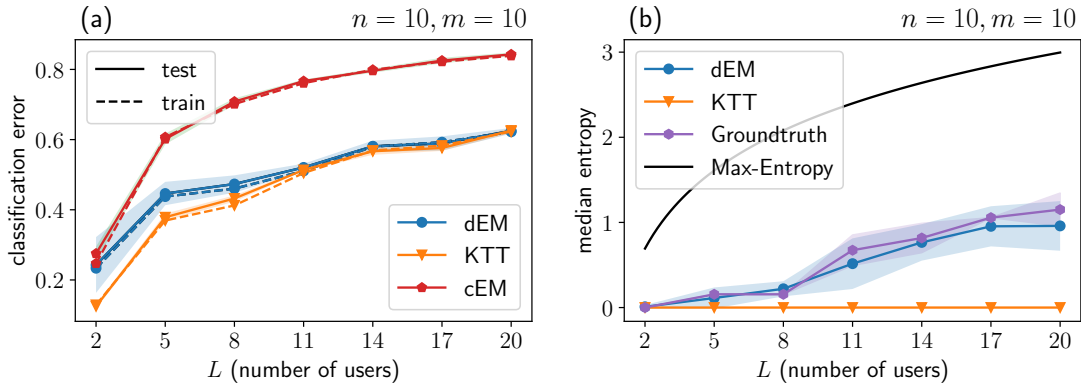 (a)
n = 10, m = 10
classification error
0.8
0.6
0.4
0.2
test
train
dEM
KTT
cEM
2 5 8 11 14 17 20
L (number of users)
(b)
n = 10, m = 10
median entropy
3
2
1
0
dEM
KTT
Groundtruth
Max-Entropy
2 5 8 11 14 17 20
L (number of users)